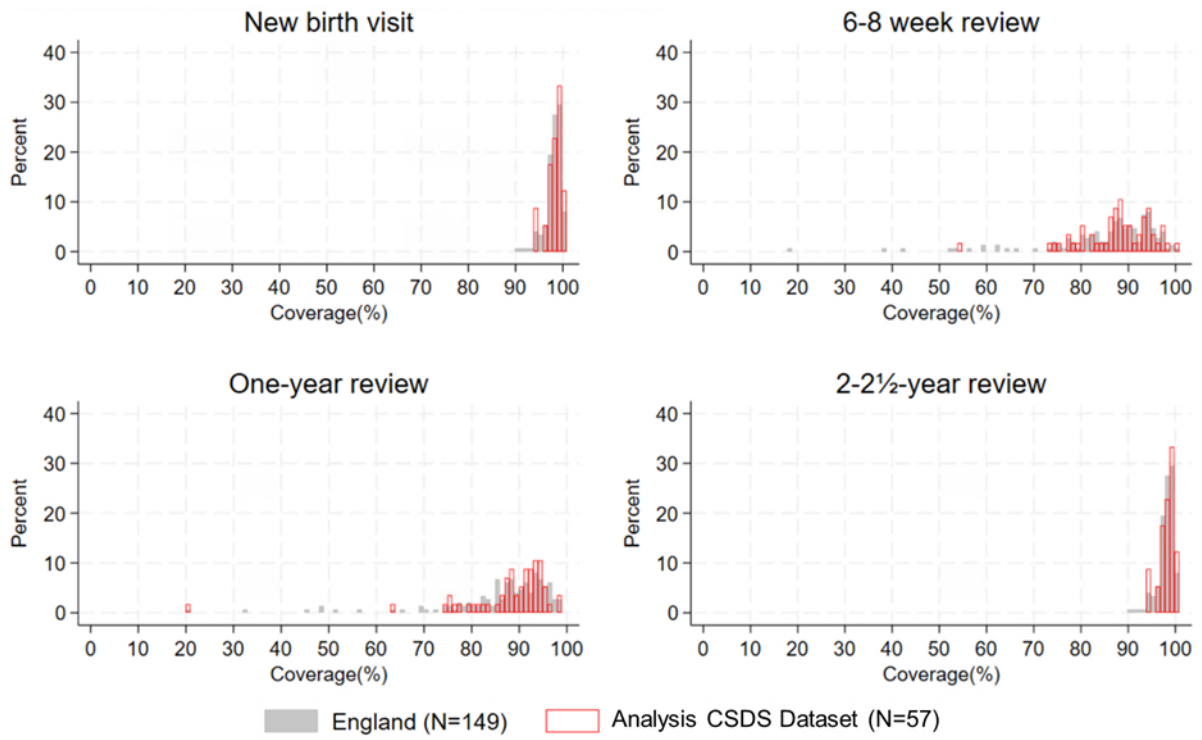 New birth visit
40
30
20
10
0
Percent
0 10 20 30 40 50 60 70 80 90 100
Coverage(%)
6-8 week review
40
30
20
10
0
Percent
0 10 20 30 40 50 60 70 80 90 100
Coverage(%)
One-year review
40
30
20
10
0
Percent
0 10 20 30 40 50 60 70 80 90 100
Coverage(%)
2-2½-year review
40
30
20
10
0
Percent
0 10 20 30 40 50 60 70 80 90 100
Coverage(%)
England (N=149) Analysis CSDS Dataset (N=57)